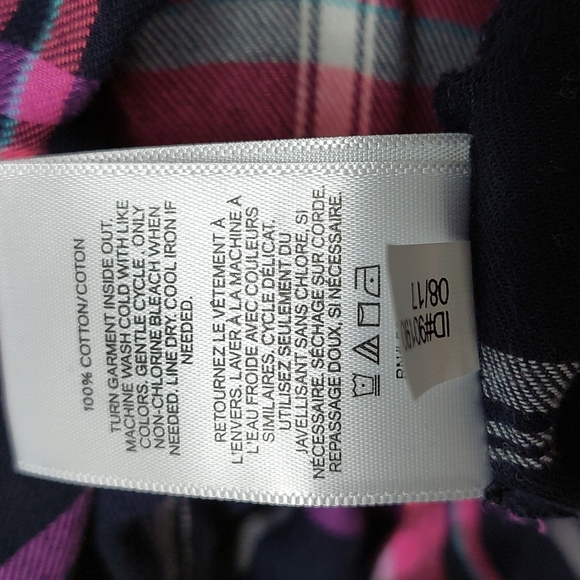 100% COTTON/COTON
TURN GARMENT INSIDE OUT.
MACHINE WASH COLD WITH LIKE
COLORS. GENTLE CYCLE. ONLY
NON-CHLORINE BLEACH WHEN
NEEDED. LINE DRY. COOL IRON IF
NEEDED.
RETOURNEZ LE VÊTEMENT À
L'ENVERS. LAVER À LA MACHINE À
L'EAU FROIDE AVEC COULEURS
SIMILAIRES, CYCLE DÉLICAT.
UTILISEZ SEULEMENT DU
JAVELLISANT SANS CHLORE, SI
NÉCESSAIRE. SÉCHAGE SUR CORDE.
REPASSAGE DOUX, SI NÉCESSAIRE.
08/17